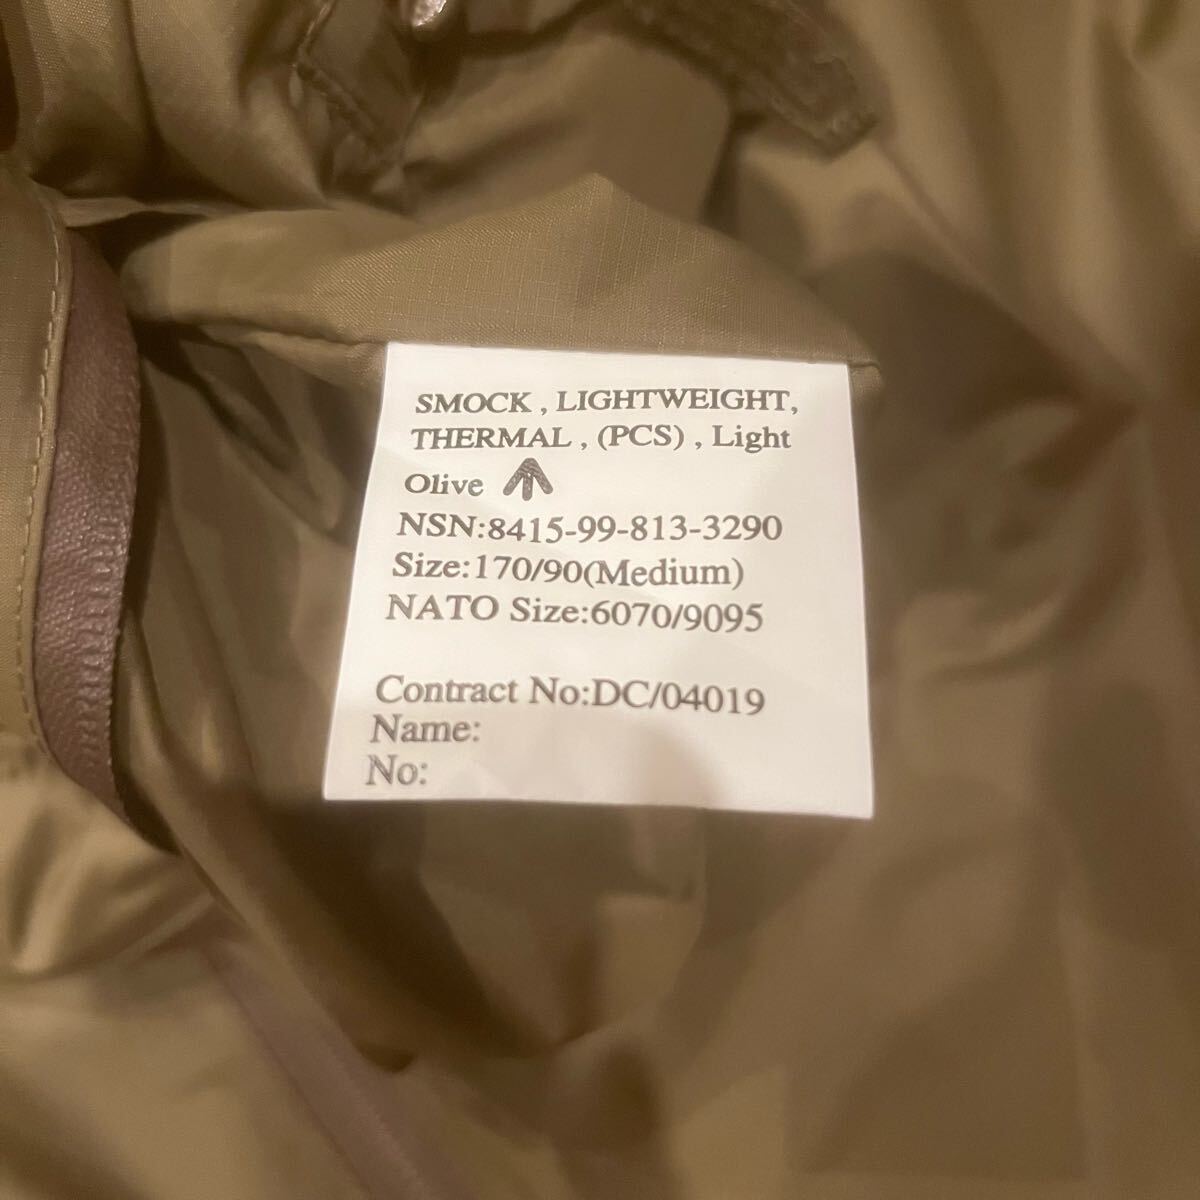 SMOCK , LIGHTWEIGHT,
THERMAL , (PCS) , Light
Olive
NSN:8415-99-813-3290
Size:170/90(Medium)
NATO Size:6070/9095
Contract No:DC/04019
Name:
No: